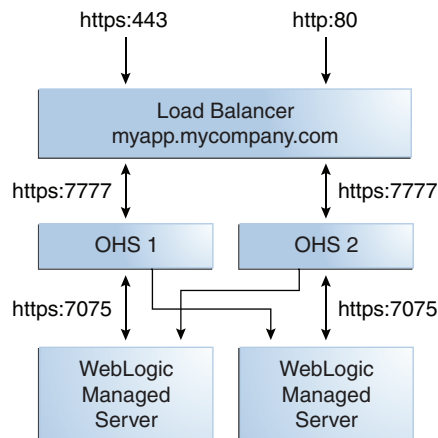 https:443
http:80
Load Balancer
myapp.mycompany.com
https:7777
https:7777
OHS 1
OHS 2
https:7075
https:7075
WebLogic
Managed
Server
WebLogic
Managed
Server